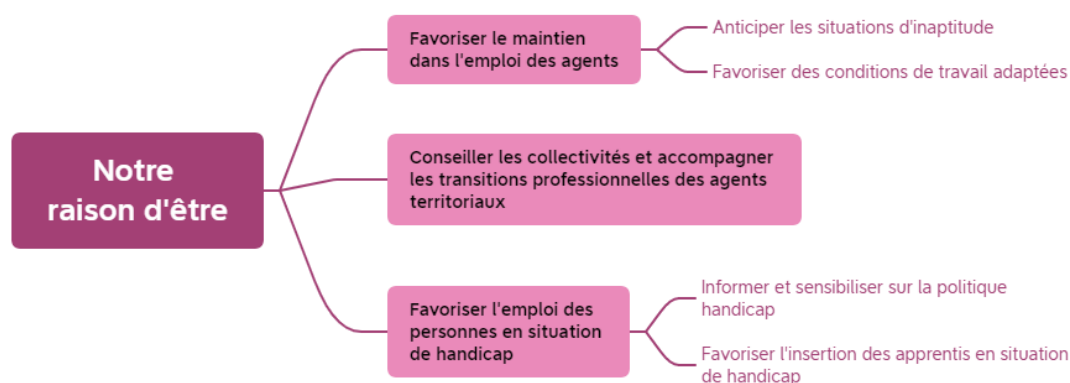 Notre
raison d'être
Favoriser le maintien
dans l'emploi des agents
Anticiper les situations d'inaptitude
Favoriser des conditions de travail adaptées
Conseiller les collectivités et accompagner
les transitions professionnelles des agents
territoriaux
Favoriser l'emploi des
personnes en situation
de handicap
Informer et sensibiliser sur la politique
handicap
Favoriser l'insertion des apprentis en situation
de handicap